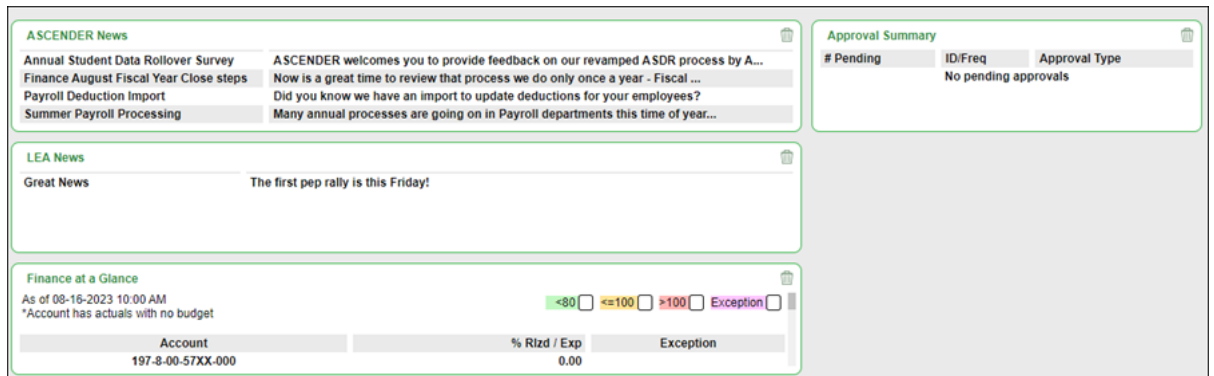 ASCENDER News
Annual Student Data Rollover Survey ASCENDER welcomes you to provide feedback on our revamped ASDR process by A...
Finance August Fiscal Year Close steps Now is a great time to review that process we do only once a year - Fiscal ...
Payroll Deduction Import Did you know we have an import to update deductions for your employees?
Summer Payroll Processing Many annual processes are going on in Payroll departments this time of year...
Approval Summary
# Pending ID/Freq Approval Type
No pending approvals
LEA News
Great News The first pep rally is this Friday!
Finance at a Glance
As of 08-16-2023 10:00 AM
*Account has actuals with no budget
<80 <=100 >100 Exception
Account % Rlzd / Exp Exception
197-8-00-57XX-000 0.00